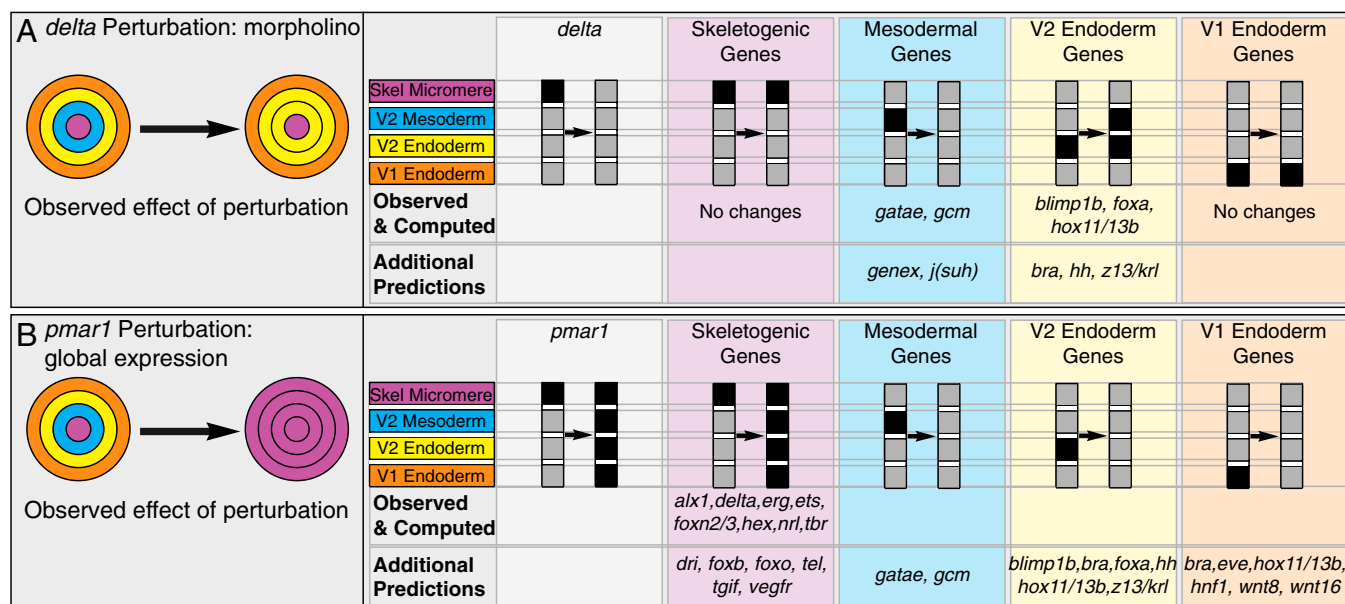 A delta Perturbation: morpholino
Observed effect of perturbation
delta
Skeletogenic
Genes
Mesodermal
Genes
V2 Endoderm
Genes
V1 Endoderm
Genes
Skel Micromere
V2 Mesoderm
V2 Endoderm
V1 Endoderm
Observed
& Computed
No changes
gatae, gcm
blimp1b, foxa,
hox11/13b
No changes
Additional
Predictions
genex, j(suh)
bra, hh, z13/krl
B pmar1 Perturbation:
global expression
Observed effect of perturbation
pmar1
Skeletogenic
Genes
Mesodermal
Genes
V2 Endoderm
Genes
V1 Endoderm
Genes
Skel Micromere
V2 Mesoderm
V2 Endoderm
V1 Endoderm
Observed
& Computed
alx1,delta,erg,ets,
foxn2/3,hex,nrl,tbr
Additional
Predictions
dri, foxb, foxo, tel,
tgif, vegfr
gatae, gcm
blimp1b,bra,foxa,hh
hox11/13b,z13/krl
bra,eve,hox11/13b,
hnf1, wnt8, wnt16